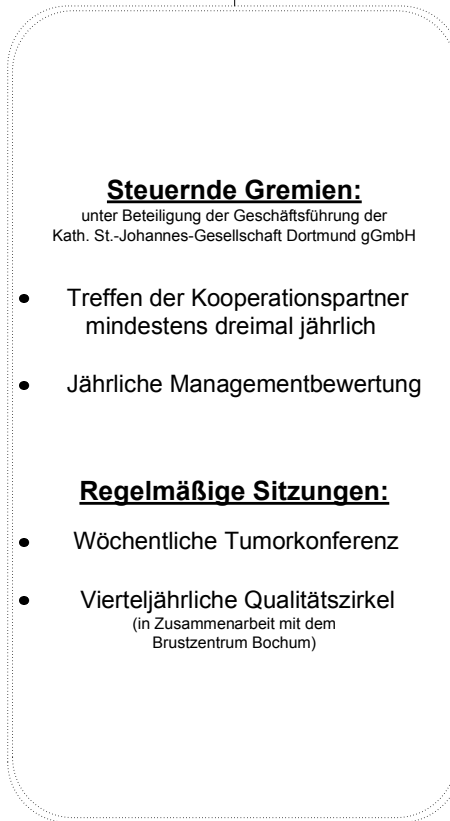 Steuernde Gremien:
unter Beteiligung der Geschäftsführung der
Kath. St.-Johannes-Gesellschaft Dortmund gGmbH
• Treffen der Kooperationspartner
mindestens dreimal jährlich
• Jährliche Managementbewertung
Regelmäßige Sitzungen:
• Wöchentliche Tumorkonferenz
• Vierteljährliche Qualitätszirkel
(in Zusammenarbeit mit dem
Brustzentrum Bochum)